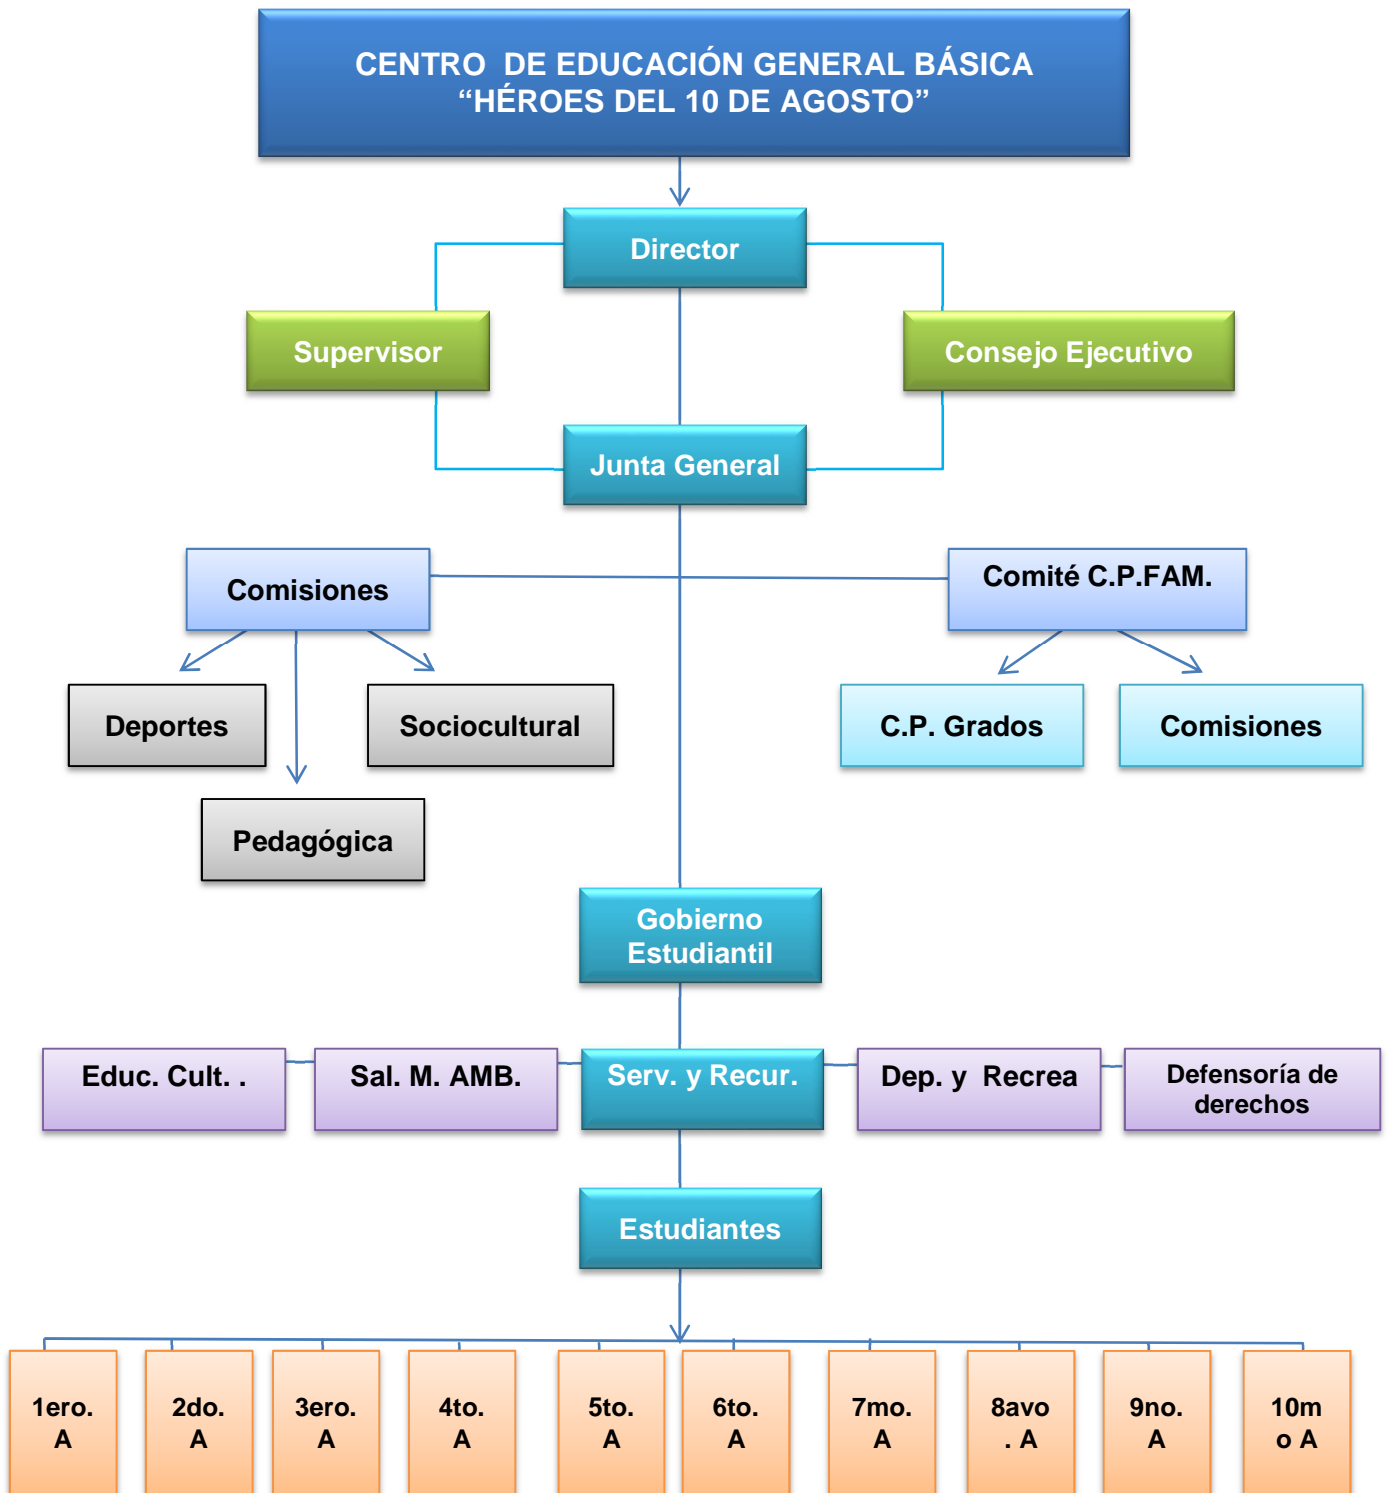 CENTRO DE EDUCACIÓN GENERAL BÁSICA
“HÉROES DEL 10 DE AGOSTO”
Director
Supervisor
Consejo Ejecutivo
Junta General
Comisiones
Comité C.P.FAM.
Deportes
Sociocultural
C.P. Grados
Comisiones
Pedagógica
Gobierno
Estudiantil
Educ. Cult. .
Sal. M. AMB.
Serv. y Recur.
Dep. y Recrea
Defensoría de
derechos
Estudiantes
1ero.
A
2do.
A
3ero.
A
4to.
A
5to.
A
6to.
A
7mo.
A
8avo
. A
9no.
A
10m
o A